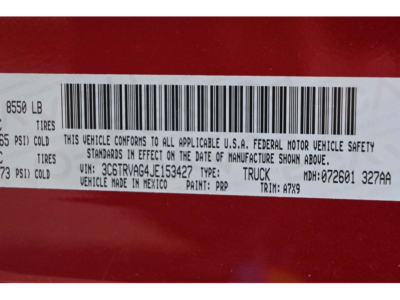 8550 LB
C TIRES
65 PSI) COLD
C TIRES
73 PSI) COLD
THIS VEHICLE CONFORMS TO ALL APPLICABLE U.S.A. FEDERAL MOTOR VEHICLE SAFETY
STANDARDS IN EFFECT ON THE DATE OF MANUFACTURE SHOWN ABOVE.
VIN: 3C6TRVAG4JE153427 TYPE: TRUCK MDH: 072601 327AA
VEHICLE MADE IN MEXICO PAINT: PRP TRIM: A7X9